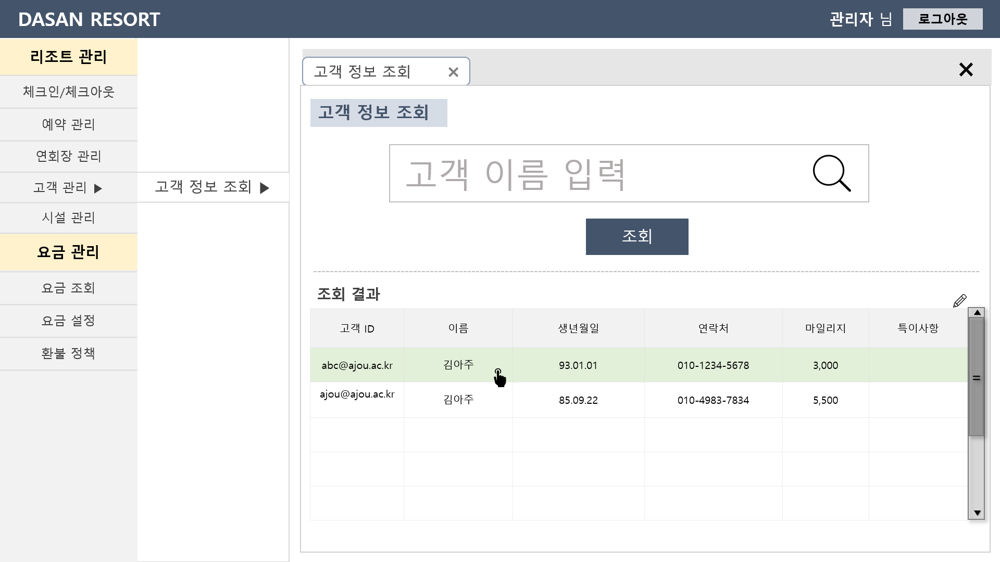 DASAN RESORT
관리자 님
로그아웃
리조트 관리
체크인/체크아웃
예약 관리
연회장 관리
고객 관리 ▶
시설 관리
요금 관리
요금 조회
요금 설정
환불 정책
고객 정보 조회 ▶
고객 정보 조회
고객 정보 조회
고객 이름 입력
조회
조회 결과
고객 ID 이름 생년월일 연락처 마일리지 특이사항
abc@ajou.ac.kr 김아주 93.01.01 010-1234-5678 3,000
ajou@ajou.ac.kr 김아주 85.09.22 010-4983-7834 5,500